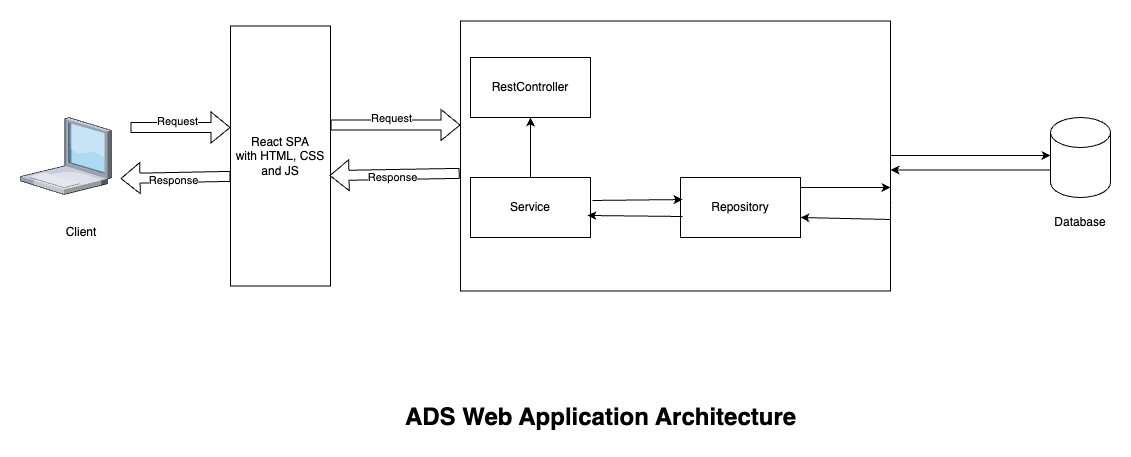 Request
Response
Client
React SPA
with HTML, CSS
and JS
Request
Response
RestController
Service
Repository
Database
ADS Web Application Architecture